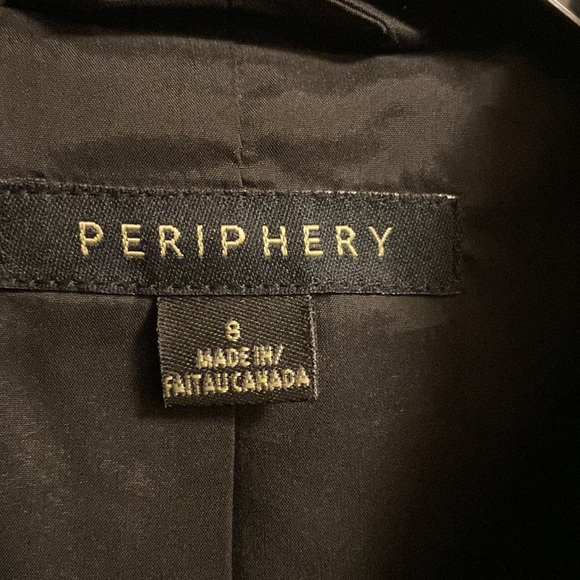 PERIPHERY
8
MADE IN/
FAIT AU CANADA